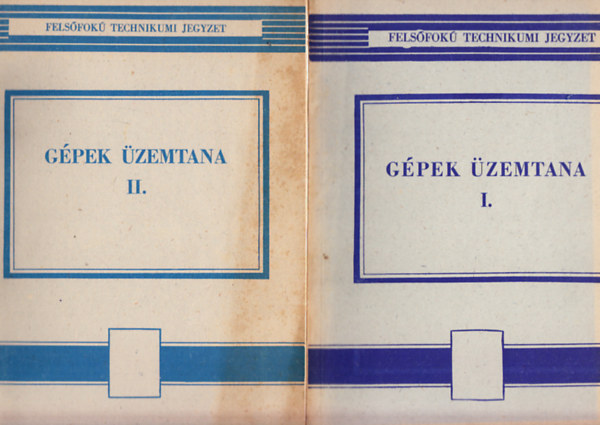 FELSŐFOKÚ TECHNIKUMI JEGYZET
GÉPEK ÜZEMTANA
II.
FELSŐFOKÚ TECHNIKUMI JEGYZET
GÉPEK ÜZEMTANA
I.